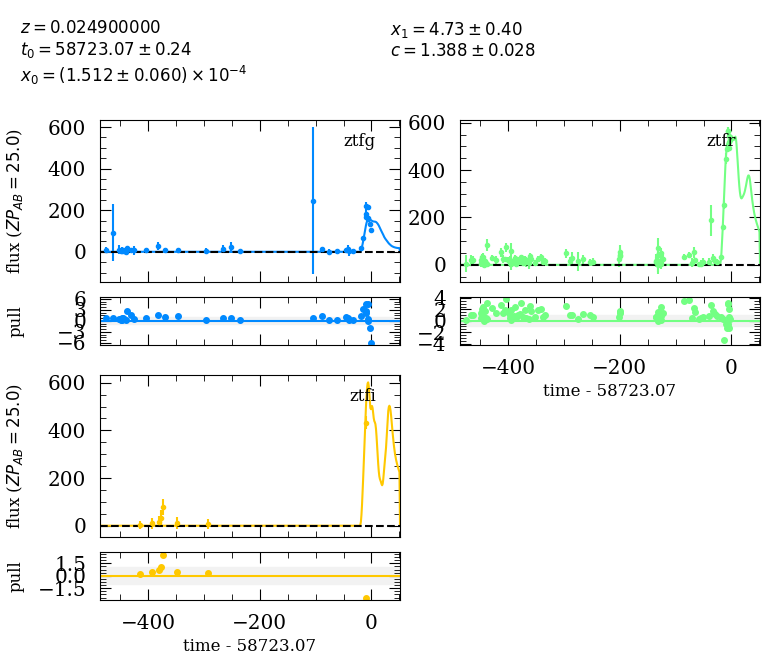 z = 0.024900000
t₀ = 58723.07 ± 0.24
x₀ = (1.512 ± 0.060) × 10⁻⁴
x₁ = 4.73 ± 0.40
c = 1.388 ± 0.028
ztfg
flux (ZP_AB = 25.0)
600
400
200
0
pull
6
3
0
−3
−6
ztfr
600
400
200
0
4
2
0
−2
−4
−400 −200 0
time - 58723.07
ztfi
flux (ZP_AB = 25.0)
600
400
200
0
pull
1.5
0.0
−1.5
−400 −200 0
time - 58723.07